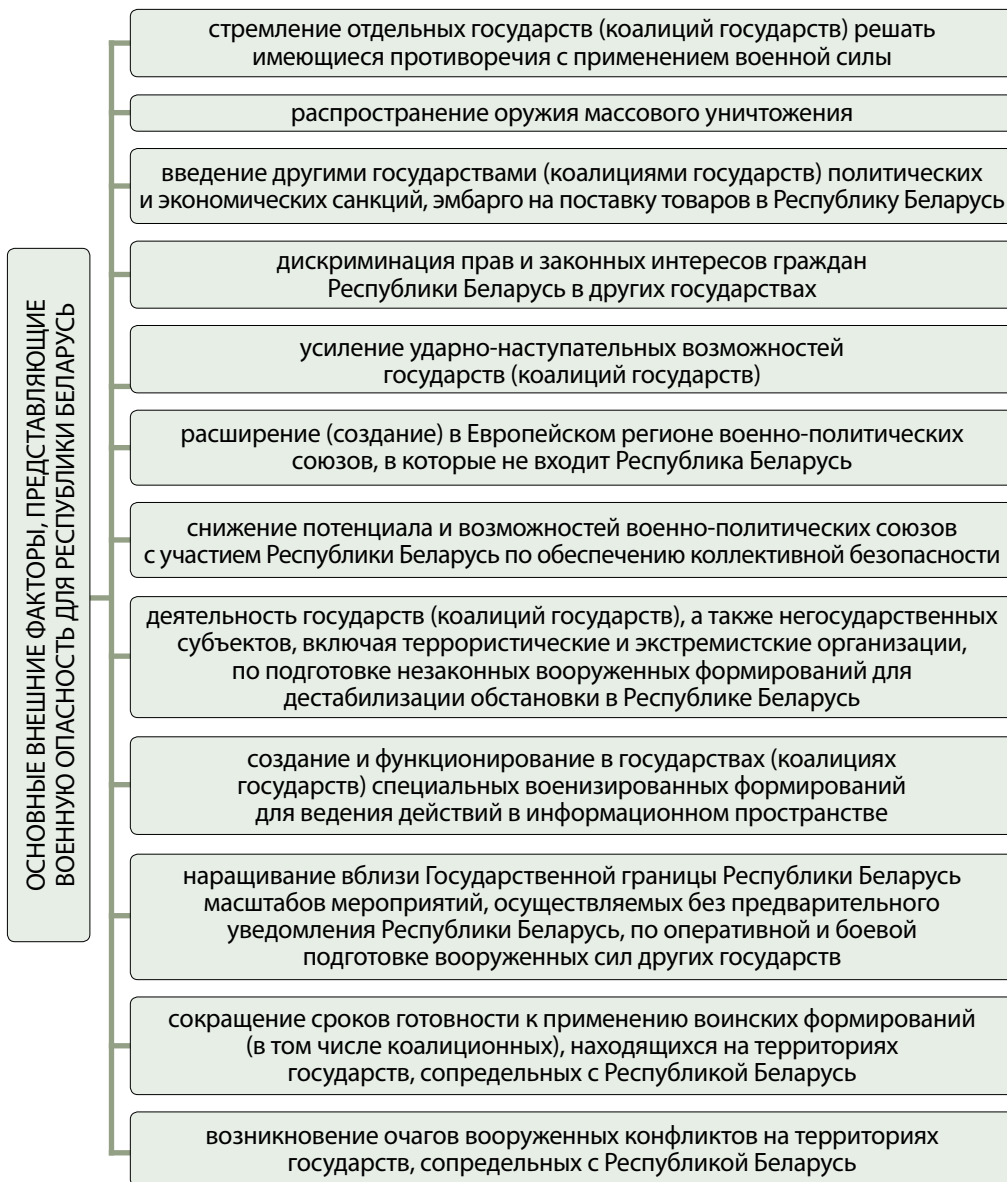 ОСНОВНЫЕ ВНЕШНИЕ ФАКТОРЫ, ПРЕДСТАВЛЯЮЩИЕ
ВОЕННУЮ ОПАСНОСТЬ ДЛЯ РЕСПУБЛИКИ БЕЛАРУСЬ
стремление отдельных государств (коалиций государств) решать
имеющиеся противоречия с применением военной силы
распространение оружия массового уничтожения
введение другими государствами (коалициями государств) политических
и экономических санкций, эмбарго на поставку товаров в Республику Беларусь
дискриминация прав и законных интересов граждан
Республики Беларусь в других государствах
усиление ударно-наступательных возможностей
государств (коалиций государств)
расширение (создание) в Европейском регионе военно-политических
союзов, в которые не входит Республика Беларусь
снижение потенциала и возможностей военно-политических союзов
с участием Республики Беларусь по обеспечению коллективной безопасности
деятельность государств (коалиций государств), а также негосударственных
субъектов, включая террористические и экстремистские организации,
по подготовке незаконных вооруженных формирований для
дестабилизации обстановки в Республике Беларусь
создание и функционирование в государствах (коалициях
государств) специальных военизированных формирований
для ведения действий в информационном пространстве
наращивание вблизи Государственной границы Республики Беларусь
масштабов мероприятий, осуществляемых без предварительного
уведомления Республики Беларусь, по оперативной и боевой
подготовке вооруженных сил других государств
сокращение сроков готовности к применению воинских формирований
(в том числе коалиционных), находящихся на территориях
государств, сопредельных с Республикой Беларусь
возникновение очагов вооруженных конфликтов на территориях
государств, сопредельных с Республикой Беларусь